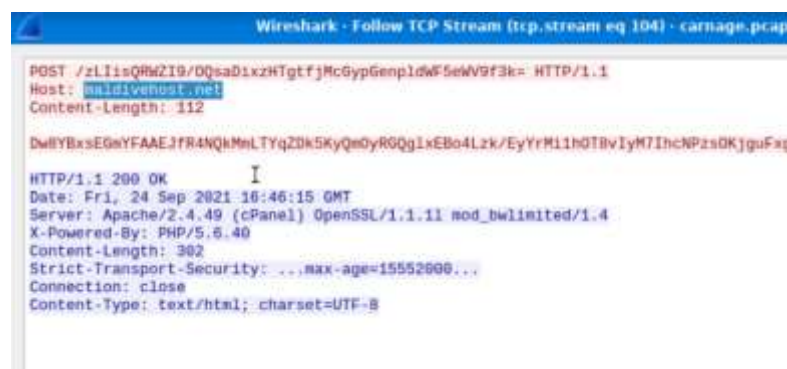 Wireshark - Follow TCP Stream (tcp.stream eq 104) - carnage.pcap
POST /zLIisQRWZI9/OQsaDixzHTgtfjMcGypGenpldWF5eWV9f3k= HTTP/1.1
Host: maldivehost.net
Content-Length: 112
HTTP/1.1 200 OK
Date: Fri, 24 Sep 2021 16:46:15 GMT
Server: Apache/2.4.49 (cPanel) OpenSSL/1.1.1l mod_bwlimited/1.4
X-Powered-By: PHP/5.6.40
Content-Length: 302
Strict-Transport-Security: ...max-age=15552000...
Connection: close
Content-Type: text/html; charset=UTF-8